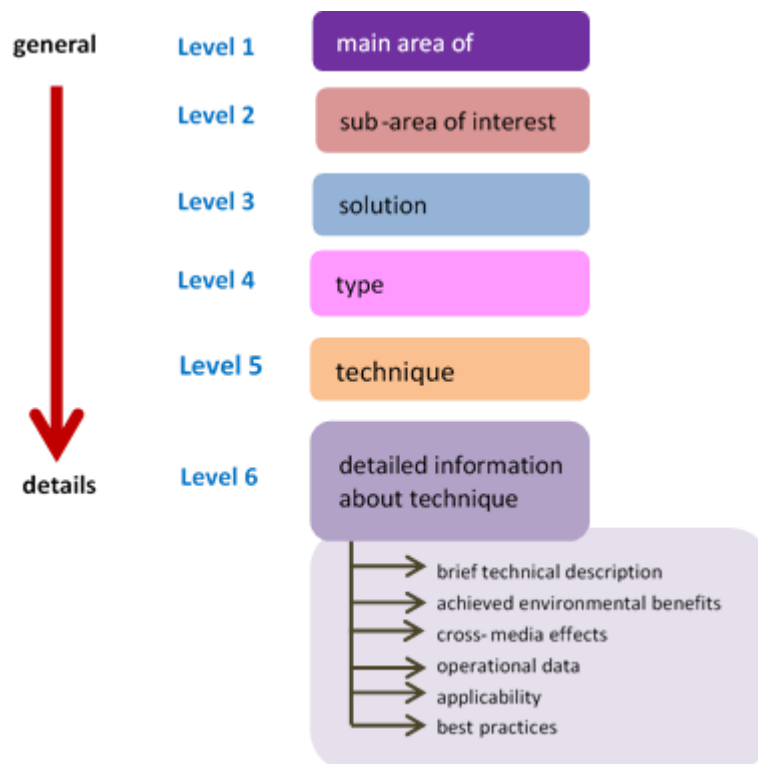 general
Level 1
main area of
Level 2
sub-area of interest
Level 3
solution
Level 4
type
Level 5
technique
details
Level 6
detailed information
about technique
brief technical description
achieved environmental benefits
cross-media effects
operational data
applicability
best practices